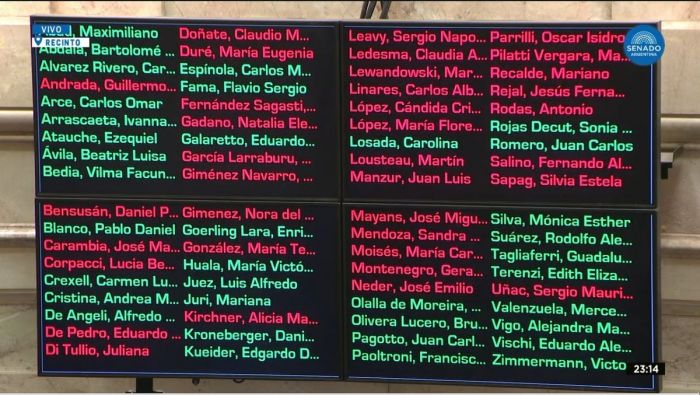 VIVO
RECINTO
Maximiliano
Abdala, Bartolomé ...
Alvarez Rivero, Car...
Andrada, Guillermo...
Arce, Carlos Omar
Arrascaeta, Ivanna...
Atauche, Ezequiel
Ávila, Beatriz Luisa
Bedia, Vilma Facun...
Doñate, Claudio M...
Duré, María Eugenia
Espínola, Carlos M...
Fama, Flavio Sergio
Fernández Sagasti,...
Gadano, Natalia Ele...
Galaretto, Eduardo...
García Larraburu, ...
Giménez Navarro, ...
Leavy, Sergio Napo...
Ledesma, Claudia A...
Lewandowski, Mar...
Linares, Carlos Alb...
López, Cándida Cri...
López, María Flore...
Losada, Carolina
Lousteau, Martín
Manzur, Juan Luis
Parrilli, Oscar Isidro
Pilatti Vergara, Ma...
Recalde, Mariano
Rejal, Jesús Ferna...
Rodas, Antonio
Rojas Decut, Sonia ...
Romero, Juan Carlos
Salino, Fernando Al...
Sapag, Silvia Estela
SENADO
ARGENTINA
Bensusán, Daniel P...
Blanco, Pablo Daniel
Carambia, José Ma...
Corpacci, Lucia Be...
Crexell, Carmen Lu...
Cristina, Andrea M...
De Angeli, Alfredo ...
De Pedro, Eduardo ...
Di Tullio, Juliana
Gimenez, Nora del ...
Goerling Lara, Enri...
González, María Te...
Huala, María Victó...
Juez, Luis Alfredo
Juri, Mariana
Kirchner, Alicia Ma...
Kroneberger, Dani...
Kueider, Edgardo D...
Mayans, José Migu...
Mendoza, Sandra ...
Moisés, María Car...
Montenegro, Gera...
Neder, José Emilio
Olalla de Moreira, ...
Olivera Lucero, Bru...
Pagotto, Juan Carl...
Paoltroni, Francisc...
Silva, Mónica Esther
Suárez, Rodolfo Ale...
Tagliaferri, Guadalu...
Terenzi, Edith Eliza...
Uñac, Sergio Mauri...
Valenzuela, Merce...
Vigo, Alejandra Ma...
Vischi, Eduardo Ale...
Zimmermann, Victo
23:14